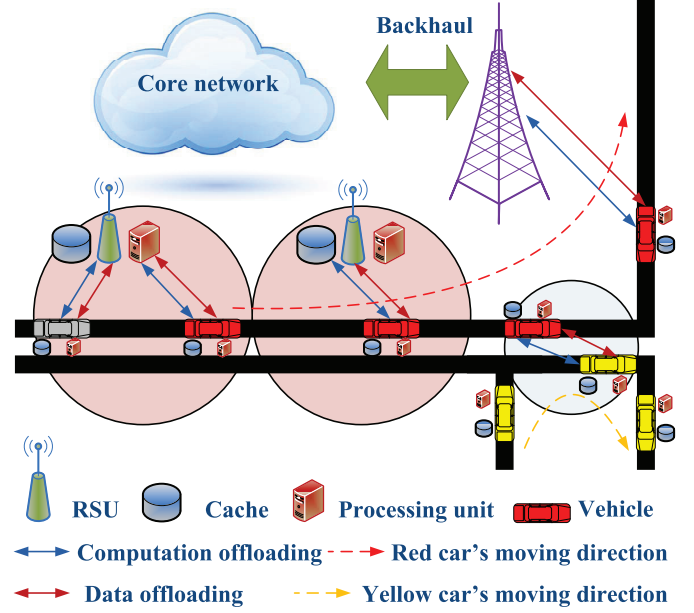 Backhaul
Core network
RSU
Cache
Processing unit
Vehicle
Computation offloading
Red car's moving direction
Data offloading
Yellow car's moving direction